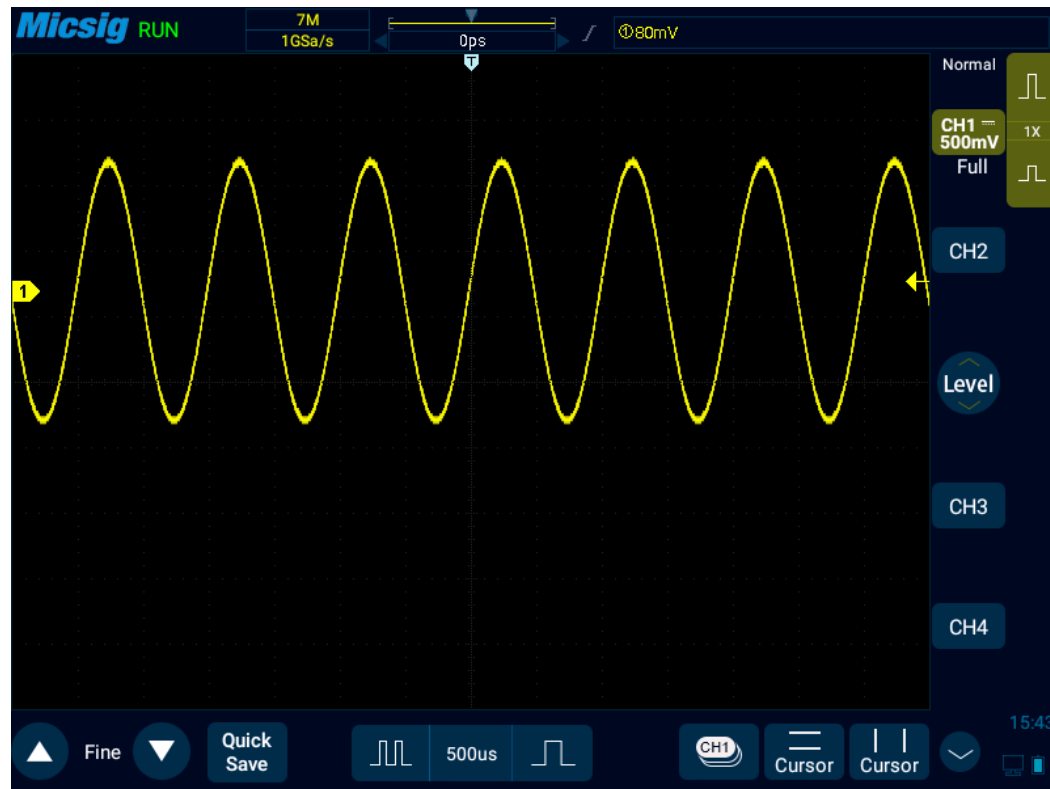 Micsig RUN
7M
1GSa/s
0ps
①80mV
T
Normal
CH1
500mV
1X
Full
CH2
1
Level
CH3
CH4
15:43
Fine
Quick
Save
500us
CH1
Cursor
Cursor